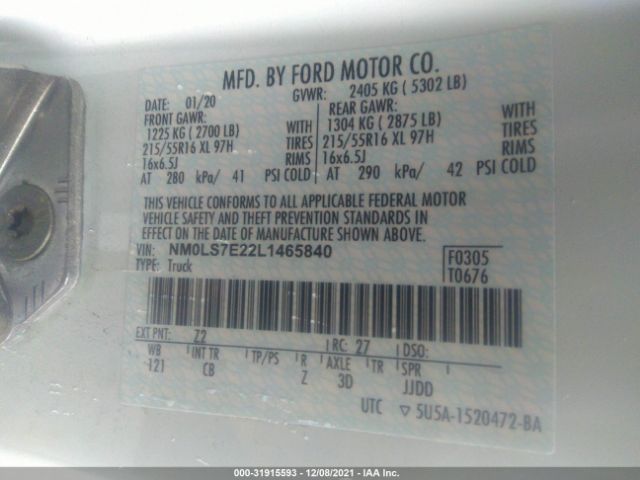 MFD. BY FORD MOTOR CO.
DATE: 01/20 GVWR: 2405 KG ( 5302 LB)
FRONT GAWR: REAR GAWR:
1225 KG ( 2700 LB) WITH 1304 KG ( 2875 LB) WITH
215/55R16 XL 97H TIRES 215/55R16 XL 97H TIRES
16x6.5J RIMS 16x6.5J RIMS
AT 280 kPa/ 41 PSI COLD AT 290 kPa/ 42 PSI COLD
THIS VEHICLE CONFORMS TO ALL APPLICABLE FEDERAL MOTOR
VEHICLE SAFETY AND THEFT PREVENTION STANDARDS IN
EFFECT ON THE DATE OF MANUFACTURE SHOWN ABOVE.
VIN: NM0LS7E22L1465840 F0305
TYPE: Truck T0676
EXT PNT: Z2 RC: 27 DSO:
WB INT TR TP/PS R AXLE TR SPR
121 CB Z 3D JJDD
UTC ▽ 5U5A-1520472-BA
000-31915593 - 12/08/2021 - IAA Inc.